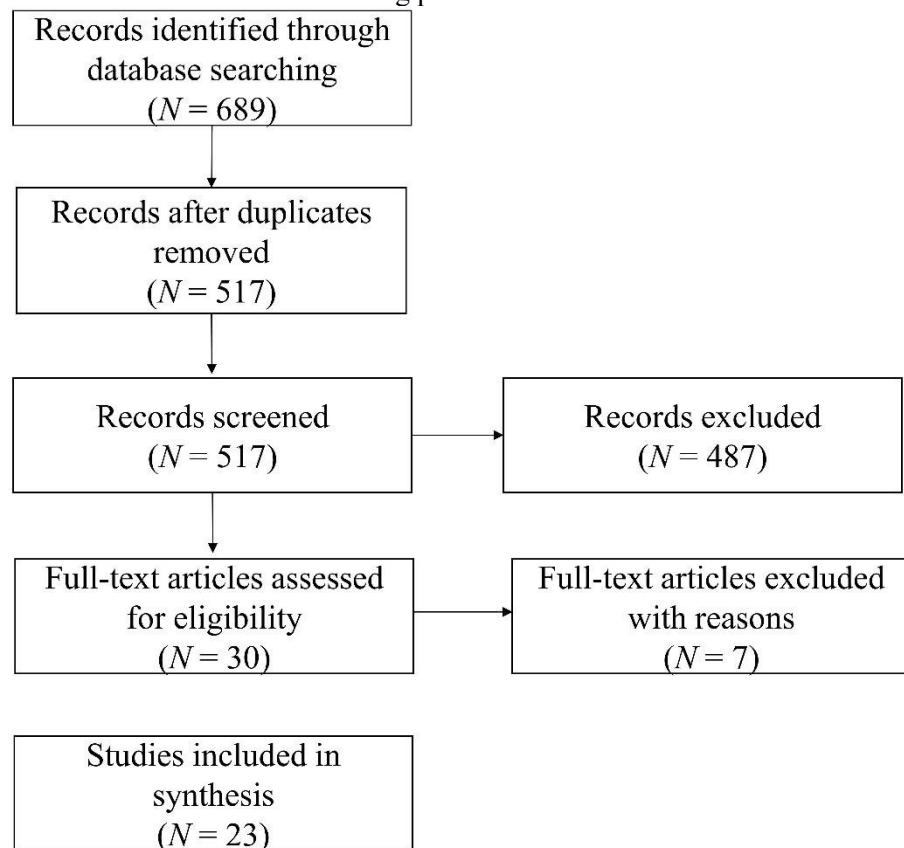 Records identified through
database searching
(N = 689)
Records after duplicates
removed
(N = 517)
Records screened
(N = 517)
Records excluded
(N = 487)
Full-text articles assessed
for eligibility
(N = 30)
Full-text articles excluded
with reasons
(N = 7)
Studies included in
synthesis
(N = 23)